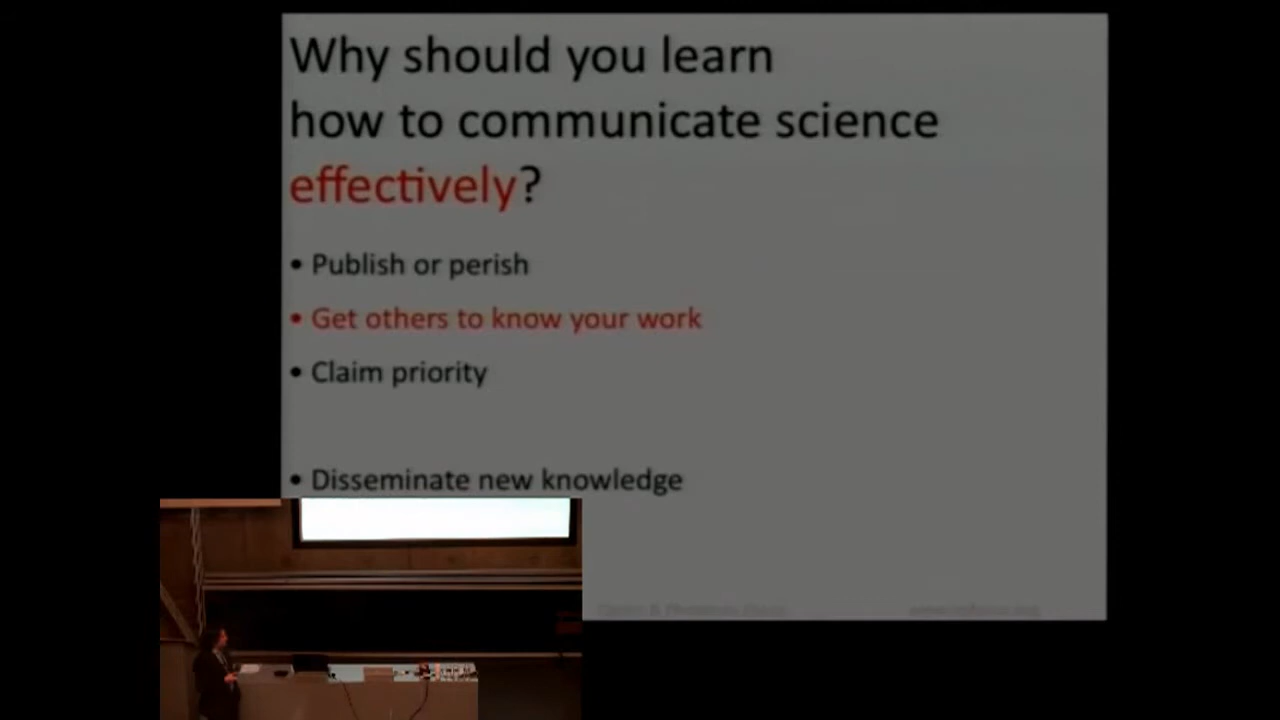 Why should you learn
how to communicate science
effectively?
• Publish or perish
• Get others to know your work
• Claim priority
• Disseminate new knowledge